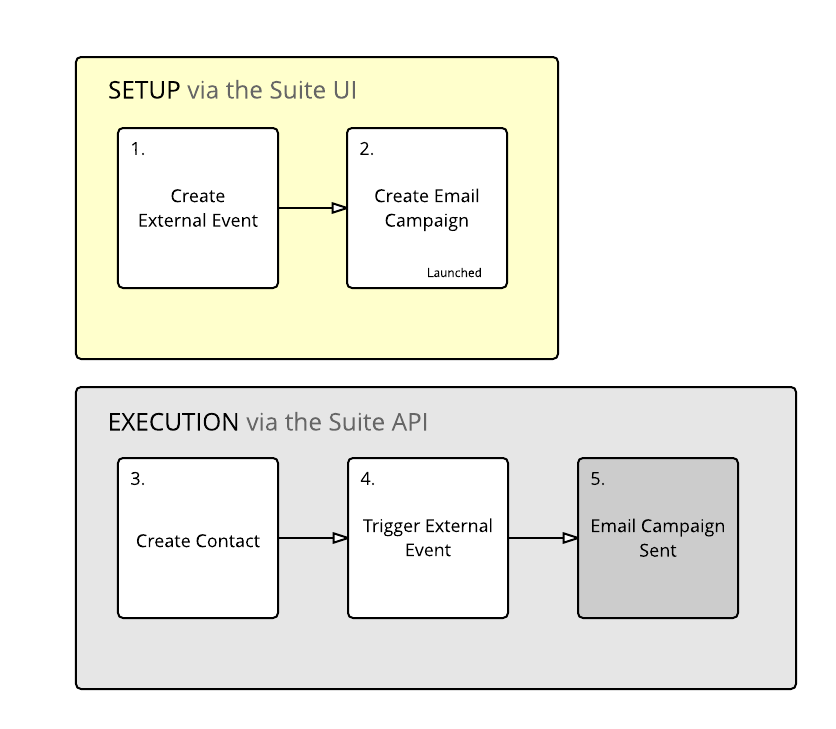 SETUP via the Suite UI
1.
Create
External Event
2.
Create Email
Campaign
Launched
EXECUTION via the Suite API
3.
Create Contact
4.
Trigger External
Event
5.
Email Campaign
Sent